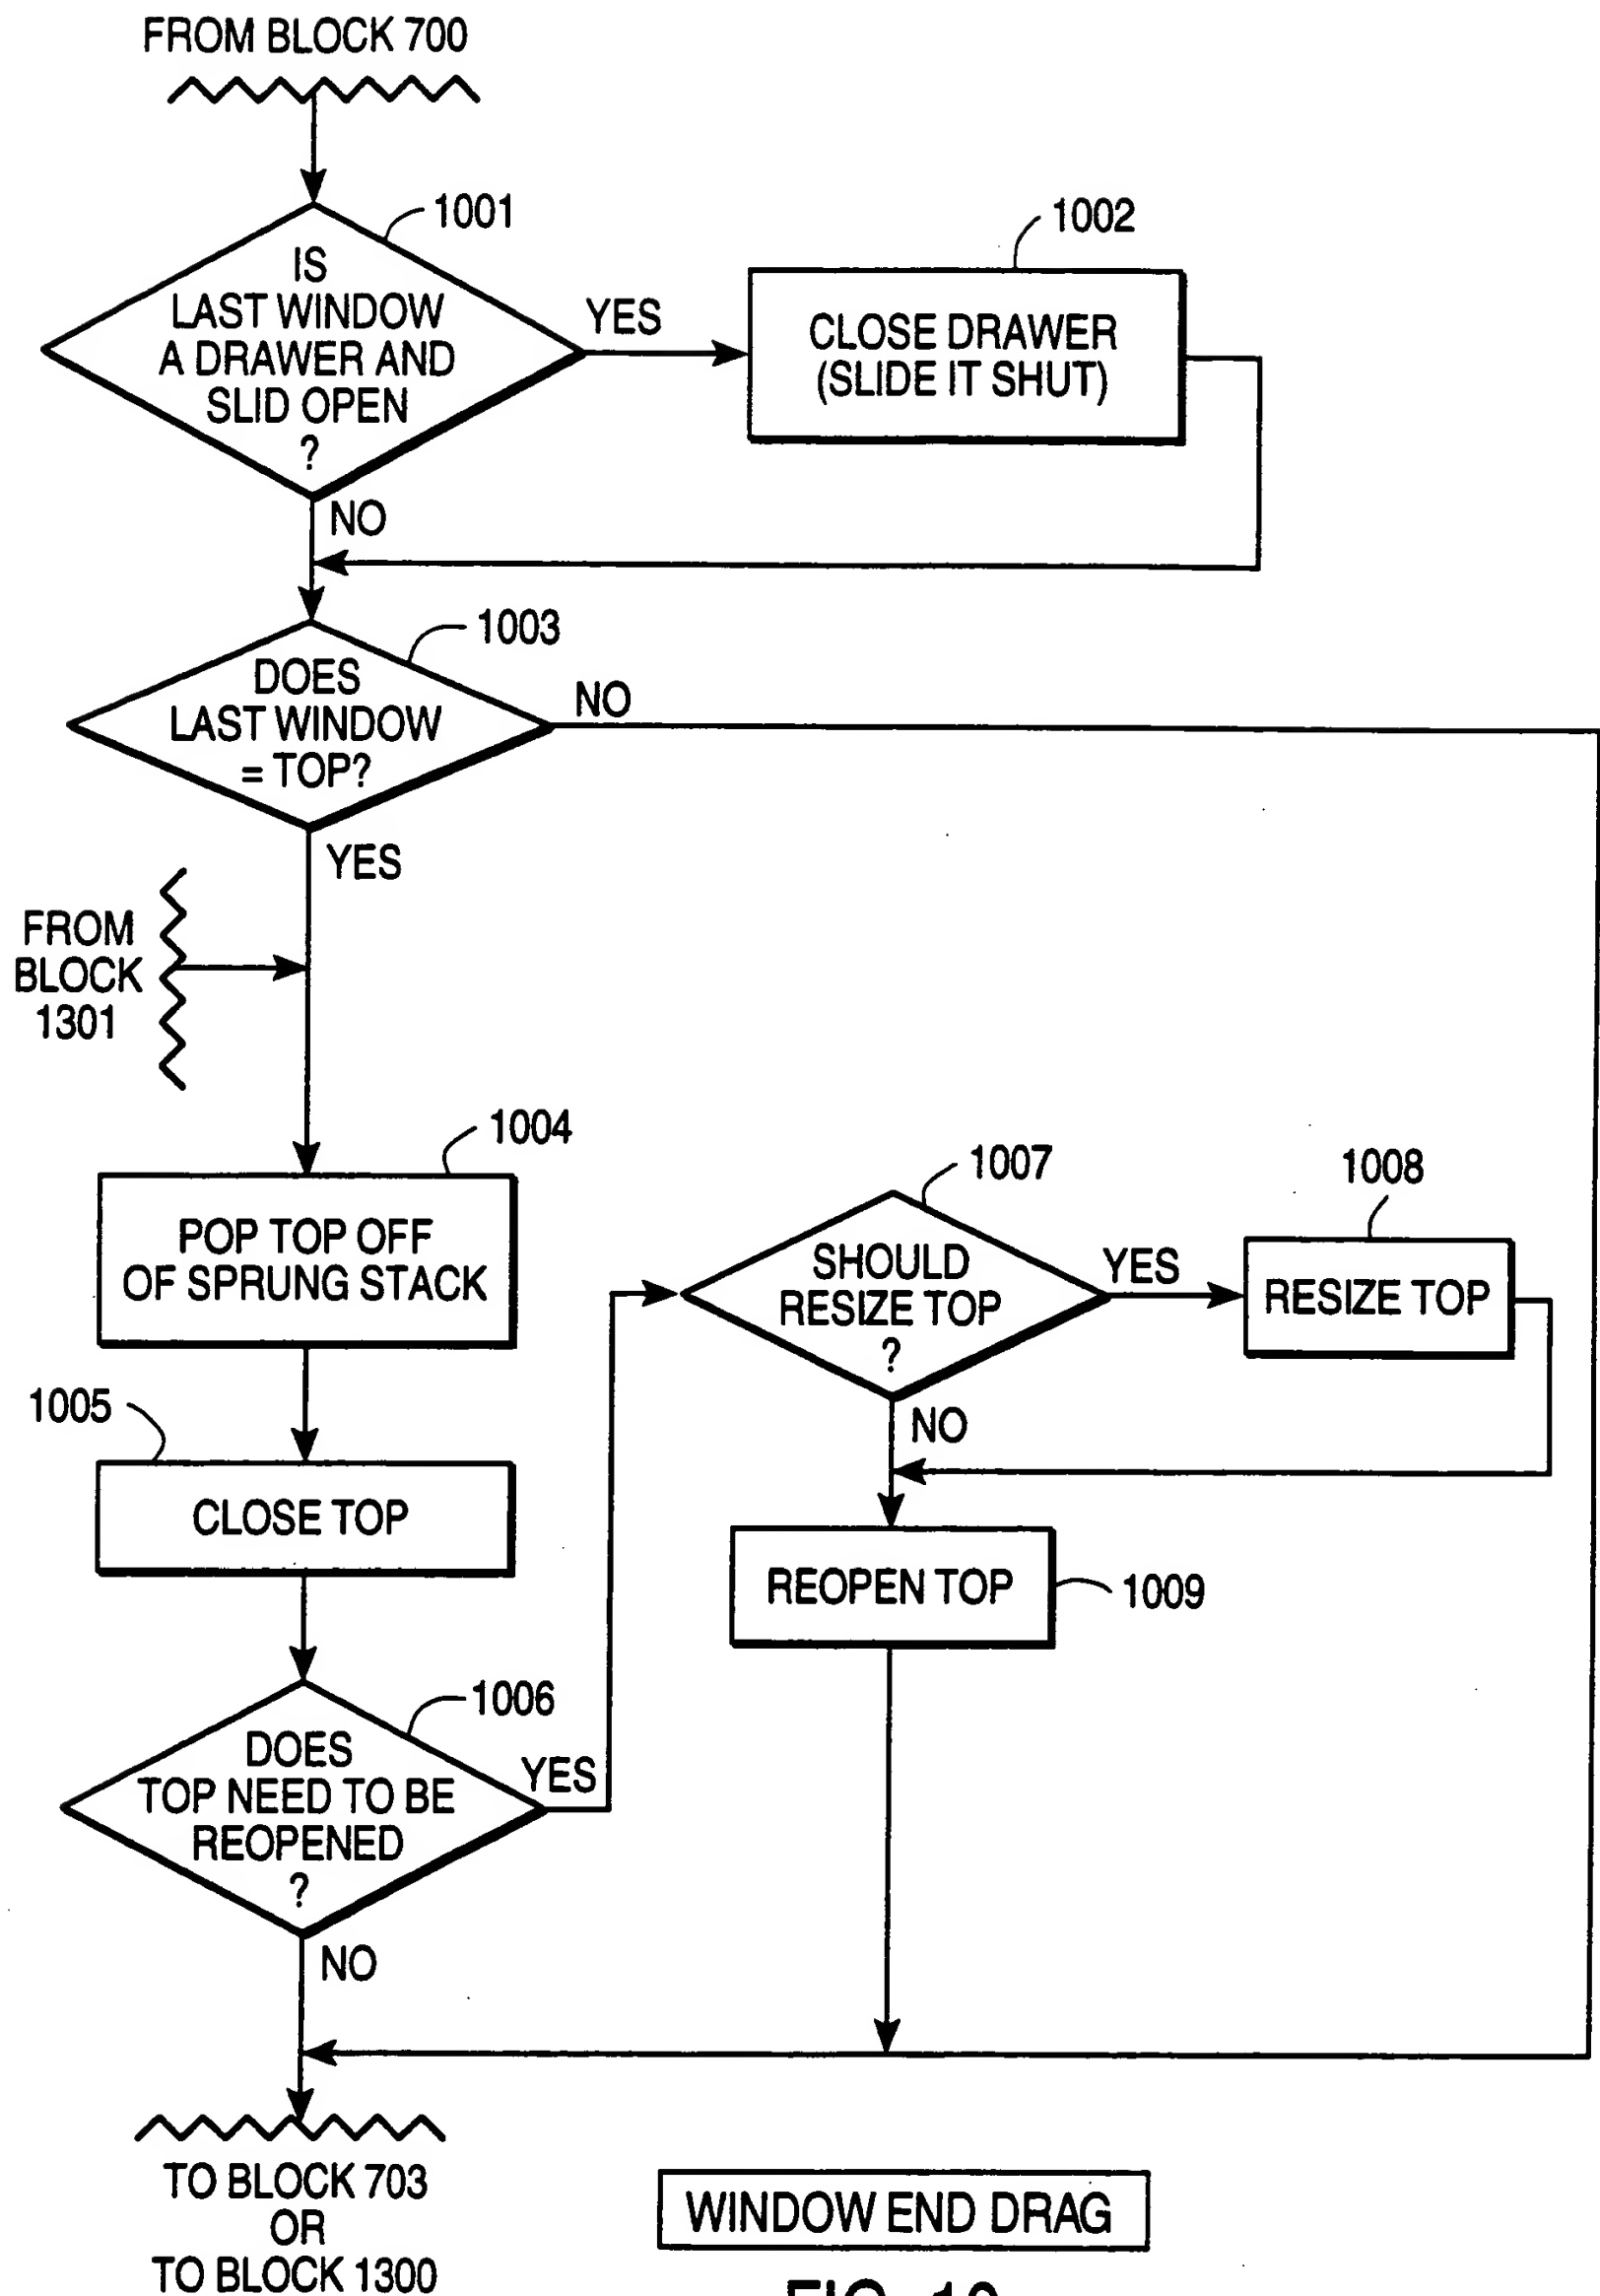 FROM BLOCK 700
1001
IS
LAST WINDOW
A DRAWER AND
SLID OPEN
?
YES
NO
1002
CLOSE DRAWER
(SLIDE IT SHUT)
1003
DOES
LAST WINDOW
= TOP?
NO
YES
FROM
BLOCK
1301
1004
POP TOP OFF
OF SPRUNG STACK
1005
CLOSE TOP
1006
DOES
TOP NEED TO BE
REOPENED
?
YES
NO
1007
SHOULD
RESIZE TOP
?
YES
NO
1008
RESIZE TOP
REOPEN TOP
1009
TO BLOCK 703
OR
TO BLOCK 1300
WINDOW END DRAG
FIG. 10